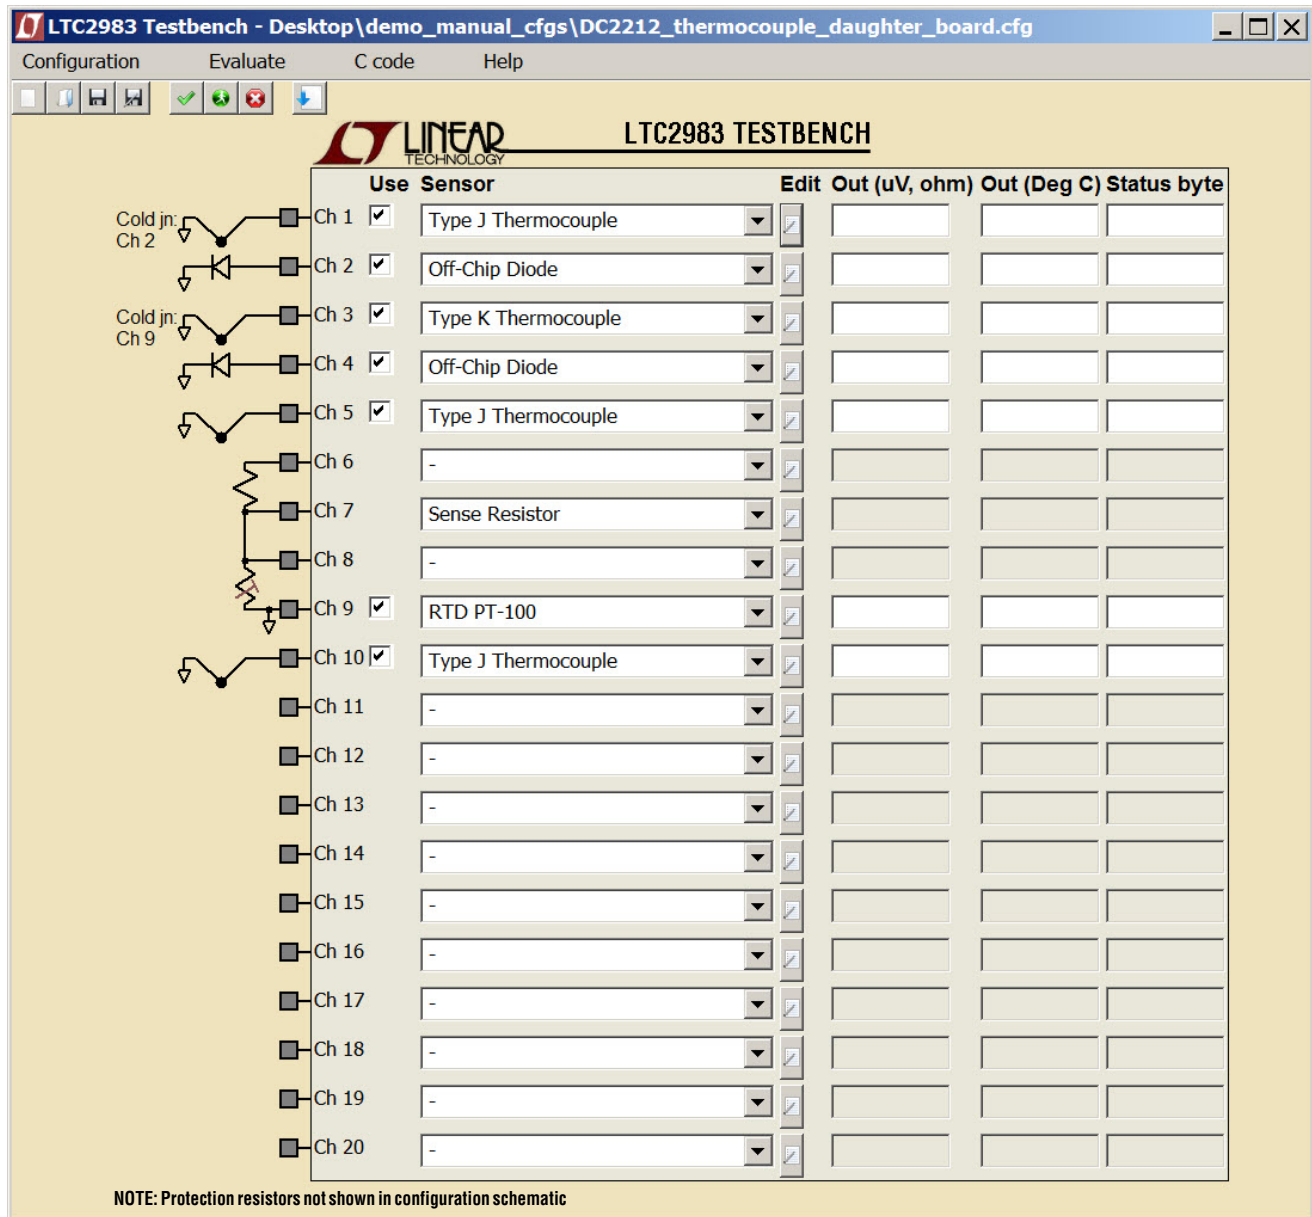 LTC2983 Testbench - Desktop\demo_manual_cfgs\DC2212_thermocouple_daughter_board.cfg
Configuration Evaluate C code Help
LINEAR TECHNOLOGY
LTC2983 TESTBENCH
Use Sensor Edit Out (uV, ohm) Out (Deg C) Status byte
Cold jn: Ch 2
Ch 1 Type J Thermocouple
Ch 2 Off-Chip Diode
Cold jn: Ch 9
Ch 3 Type K Thermocouple
Ch 4 Off-Chip Diode
Ch 5 Type J Thermocouple
Ch 6 -
Ch 7 Sense Resistor
Ch 8 -
Ch 9 RTD PT-100
Ch 10 Type J Thermocouple
Ch 11 -
Ch 12 -
Ch 13 -
Ch 14 -
Ch 15 -
Ch 16 -
Ch 17 -
Ch 18 -
Ch 19 -
Ch 20 -
NOTE: Protection resistors not shown in configuration schematic